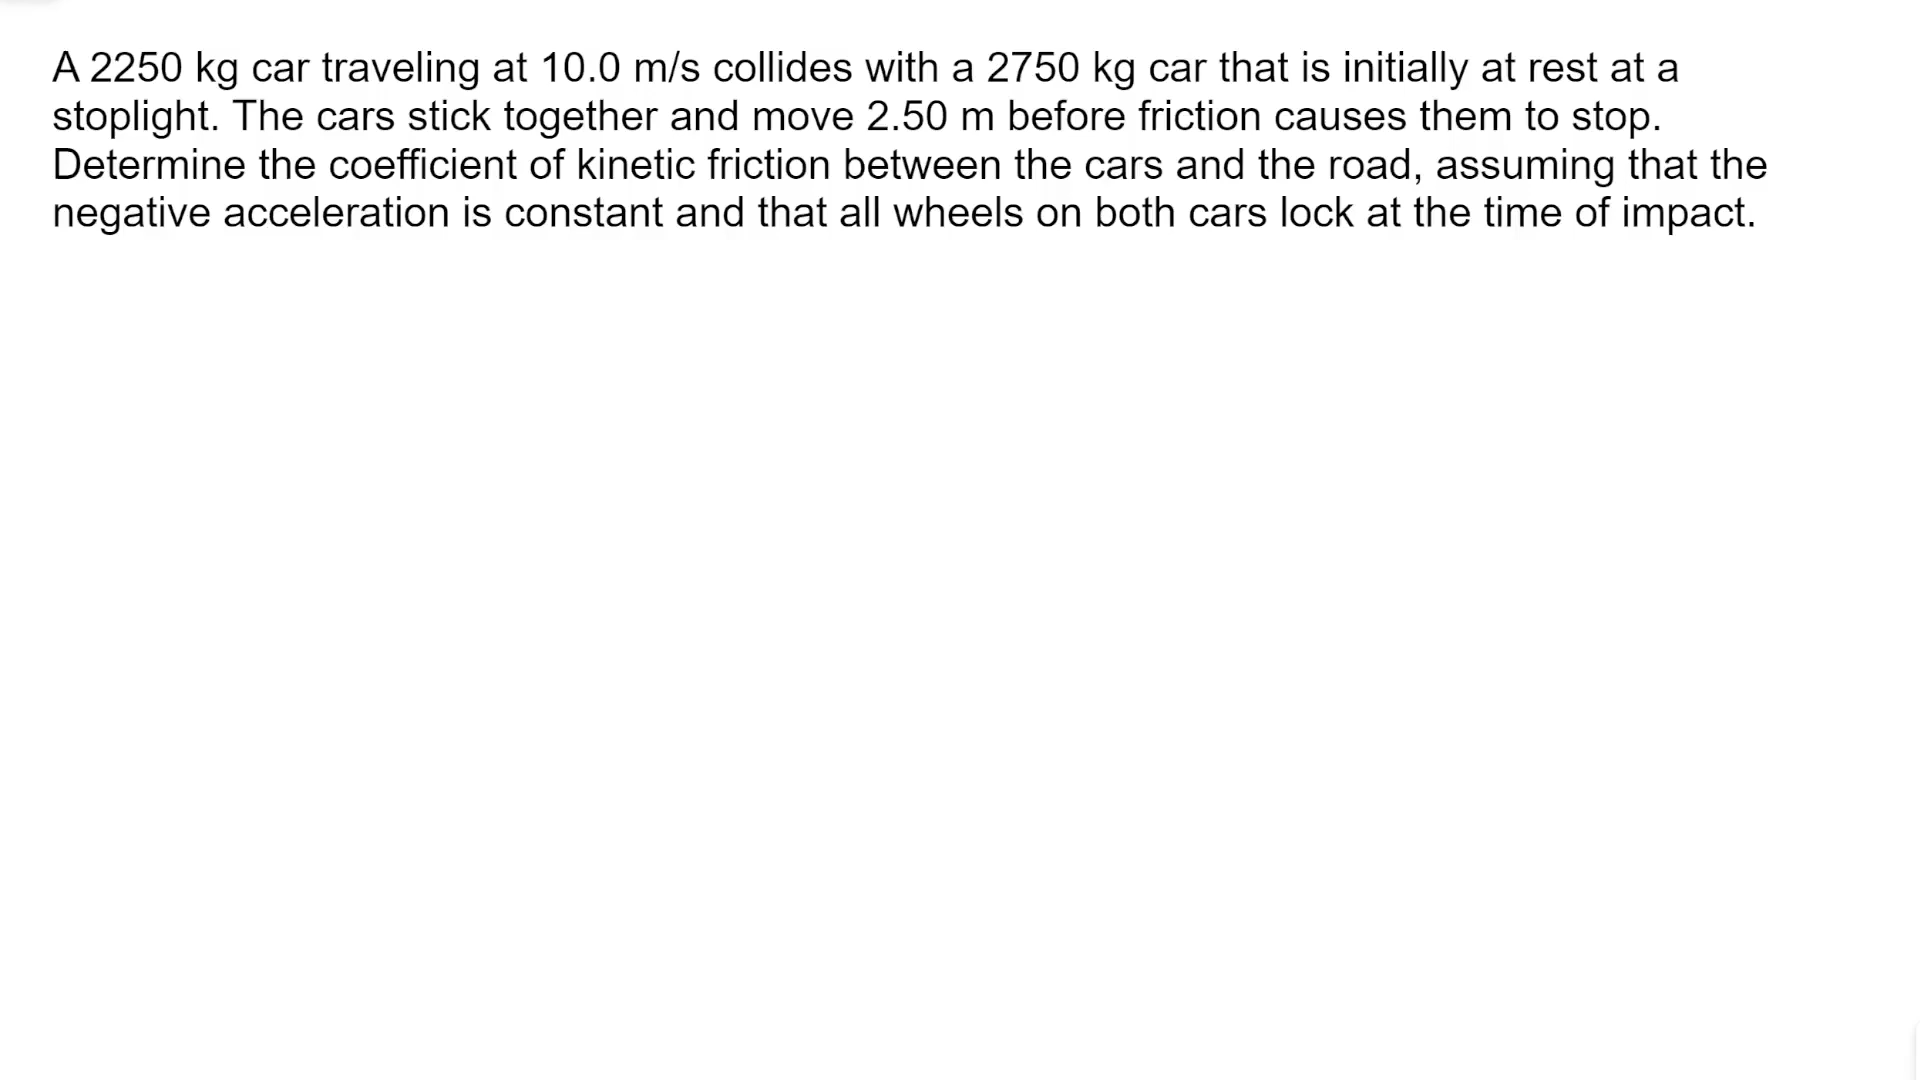 A 2250 kg car traveling at 10.0 m/s collides with a 2750 kg car that is initially at rest at a
stoplight. The cars stick together and move 2.50 m before friction causes them to stop.
Determine the coefficient of kinetic friction between the cars and the road, assuming that the
negative acceleration is constant and that all wheels on both cars lock at the time of impact.